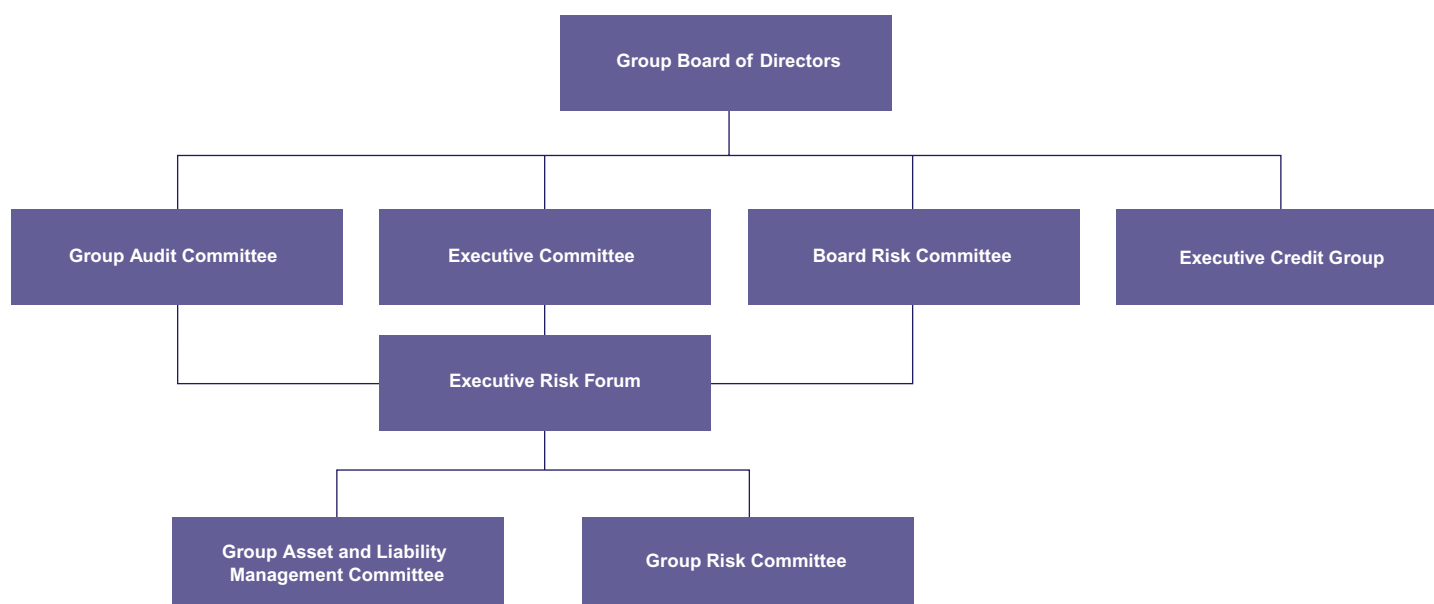 Group Board of Directors
Group Audit Committee
Executive Committee
Board Risk Committee
Executive Credit Group
Executive Risk Forum
Group Asset and Liability
Management Committee
Group Risk Committee